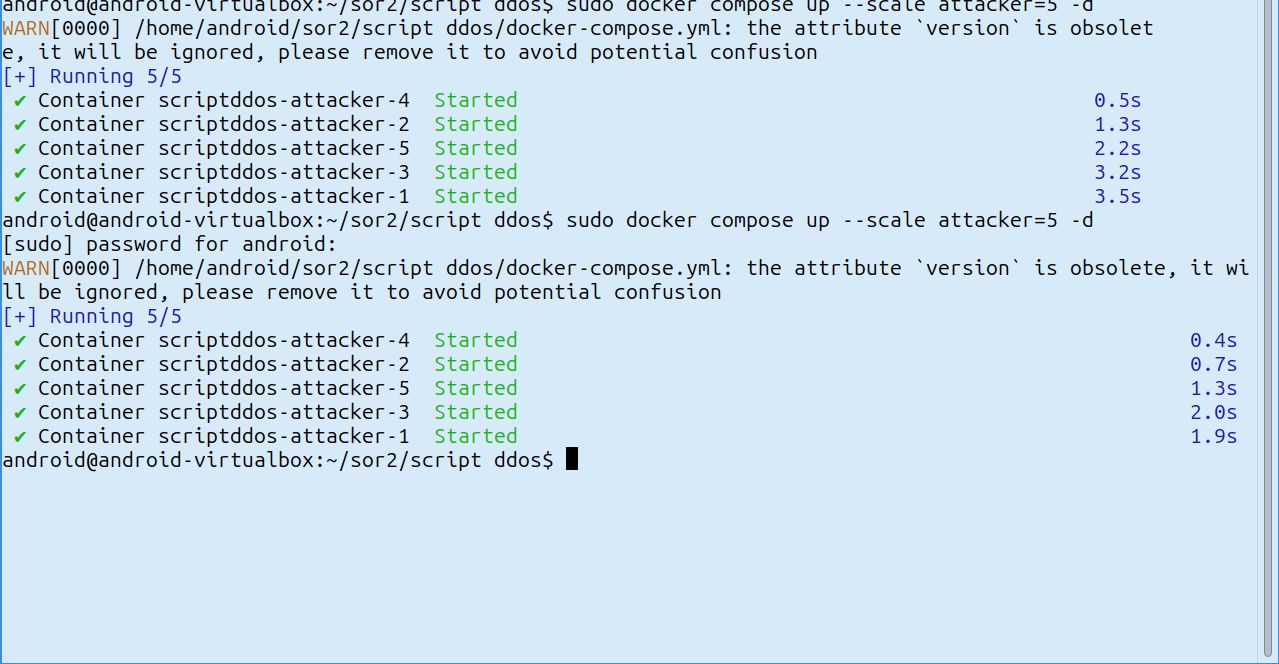 android@android-virtualbox:~/sor2/script ddos$ sudo docker compose up --scale attacker=5 -d
WARN[0000] /home/android/sor2/script ddos/docker-compose.yml: the attribute `version` is obsolet
e, it will be ignored, please remove it to avoid potential confusion
[+] Running 5/5
✔ Container scriptddos-attacker-4 Started 0.5s
✔ Container scriptddos-attacker-2 Started 1.3s
✔ Container scriptddos-attacker-5 Started 2.2s
✔ Container scriptddos-attacker-3 Started 3.2s
✔ Container scriptddos-attacker-1 Started 3.5s
android@android-virtualbox:~/sor2/script ddos$ sudo docker compose up --scale attacker=5 -d
[sudo] password for android:
WARN[0000] /home/android/sor2/script ddos/docker-compose.yml: the attribute `version` is obsolete, it wi
ll be ignored, please remove it to avoid potential confusion
[+] Running 5/5
✔ Container scriptddos-attacker-4 Started 0.4s
✔ Container scriptddos-attacker-2 Started 0.7s
✔ Container scriptddos-attacker-5 Started 1.3s
✔ Container scriptddos-attacker-3 Started 2.0s
✔ Container scriptddos-attacker-1 Started 1.9s
android@android-virtualbox:~/sor2/script ddos$